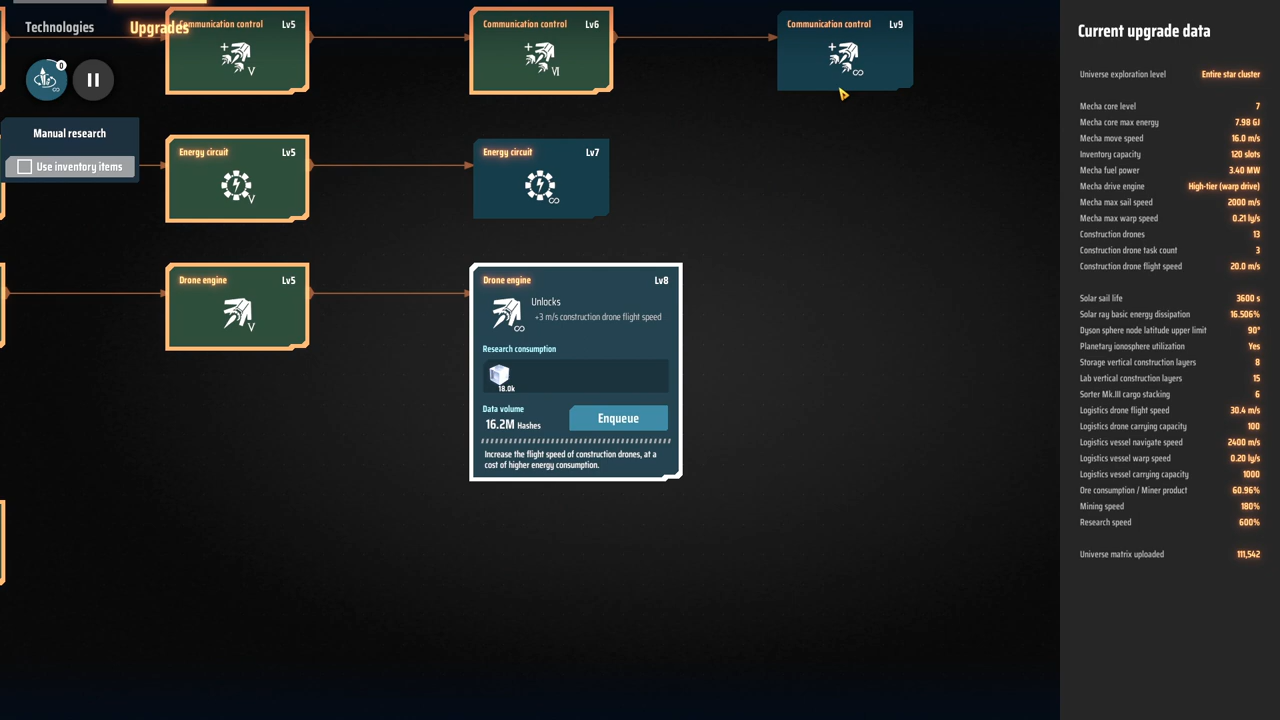 Technologies
Upgrades
0
∞
Manual research
Use inventory items
Communication control Lv5
V
Communication control Lv6
VI
Communication control Lv9
∞
Energy circuit Lv5
V
Energy circuit Lv7
∞
Drone engine Lv5
V
Drone engine Lv8
∞
Unlocks
+3 m/s construction drone flight speed
Research consumption
18.0k
Data volume
16.2M Hashes
Enqueue
Increase the flight speed of construction drones, at a
cost of higher energy consumption.
Current upgrade data
Universe exploration level Entire star cluster
Mecha core level 7
Mecha core max energy 7.98 GJ
Mecha move speed 16.0 m/s
Inventory capacity 120 slots
Mecha fuel power 3.40 MW
Mecha drive engine High-tier (warp drive)
Mecha max sail speed 2000 m/s
Mecha max warp speed 0.21 ly/s
Construction drones 13
Construction drone task count 3
Construction drone flight speed 20.0 m/s
Solar sail life 3600 s
Solar ray basic energy dissipation 16.506%
Dyson sphere node latitude upper limit 90°
Planetary ionosphere utilization Yes
Storage vertical construction layers 8
Lab vertical construction layers 15
Sorter Mk.III cargo stacking 6
Logistics drone flight speed 30.4 m/s
Logistics drone carrying capacity 100
Logistics vessel navigate speed 2400 m/s
Logistics vessel warp speed 0.20 ly/s
Logistics vessel carrying capacity 1000
Ore consumption / Miner product 60.96%
Mining speed 180%
Research speed 600%
Universe matrix uploaded 111,542